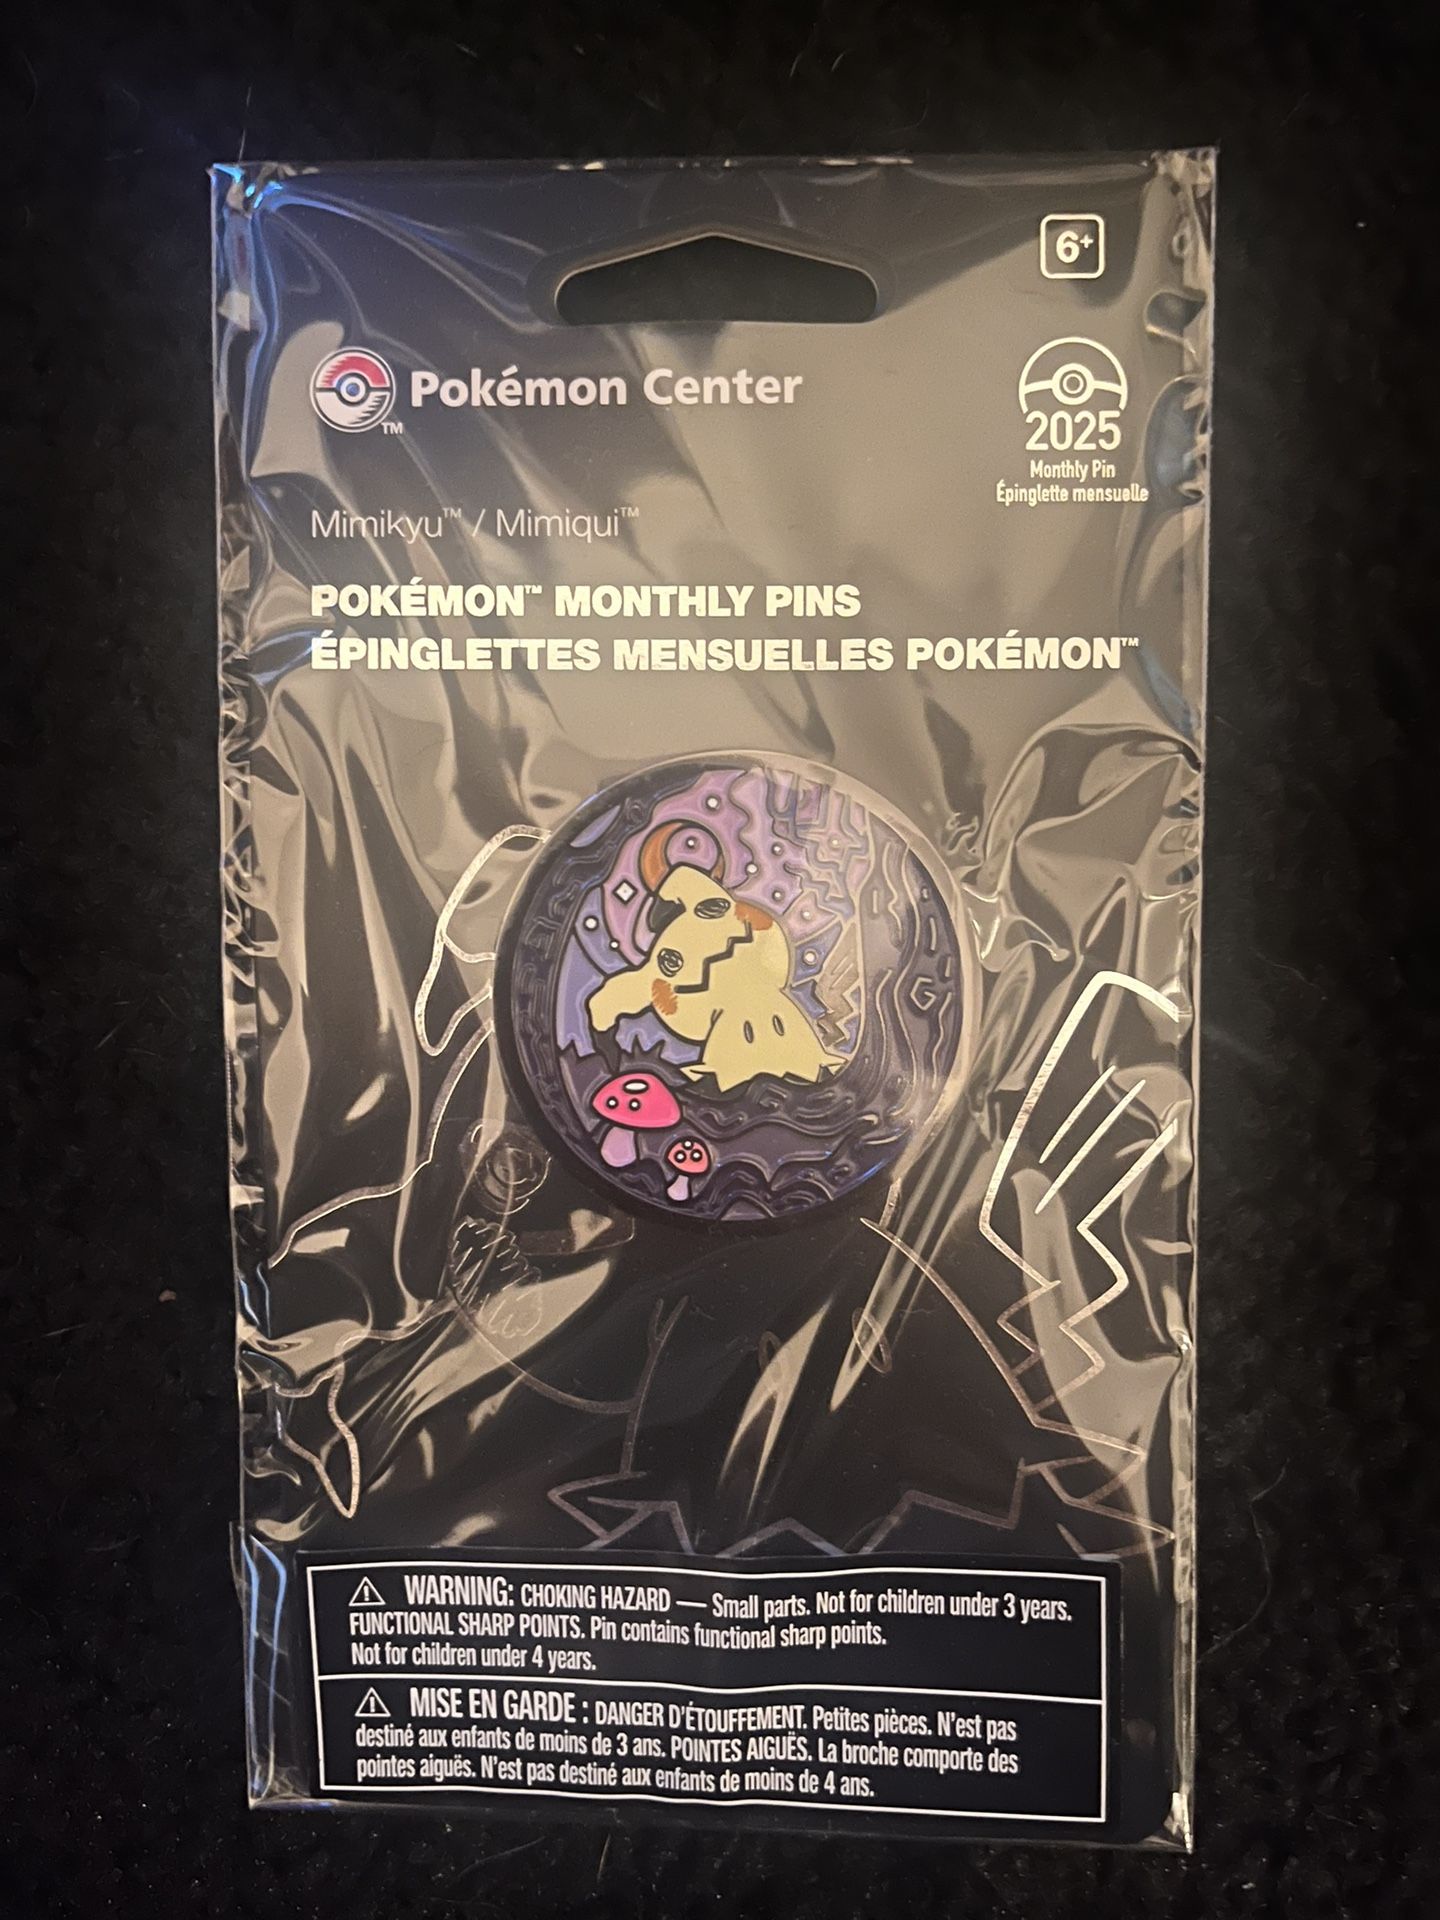 6+
Pokémon Center
TM
2025
Monthly Pin
Épinglette mensuelle
Mimikyu™ / Mimiqui™
POKÉMON™ MONTHLY PINS
ÉPINGLETTES MENSUELLES POKÉMON™
⚠ WARNING: CHOKING HAZARD — Small parts. Not for children under 3 years.
FUNCTIONAL SHARP POINTS. Pin contains functional sharp points.
Not for children under 4 years.
⚠ MISE EN GARDE : DANGER D'ÉTOUFFEMENT. Petites pièces. N'est pas
destiné aux enfants de moins de 3 ans. POINTES AIGUËS. La broche comporte des
pointes aiguës. N'est pas destiné aux enfants de moins de 4 ans.